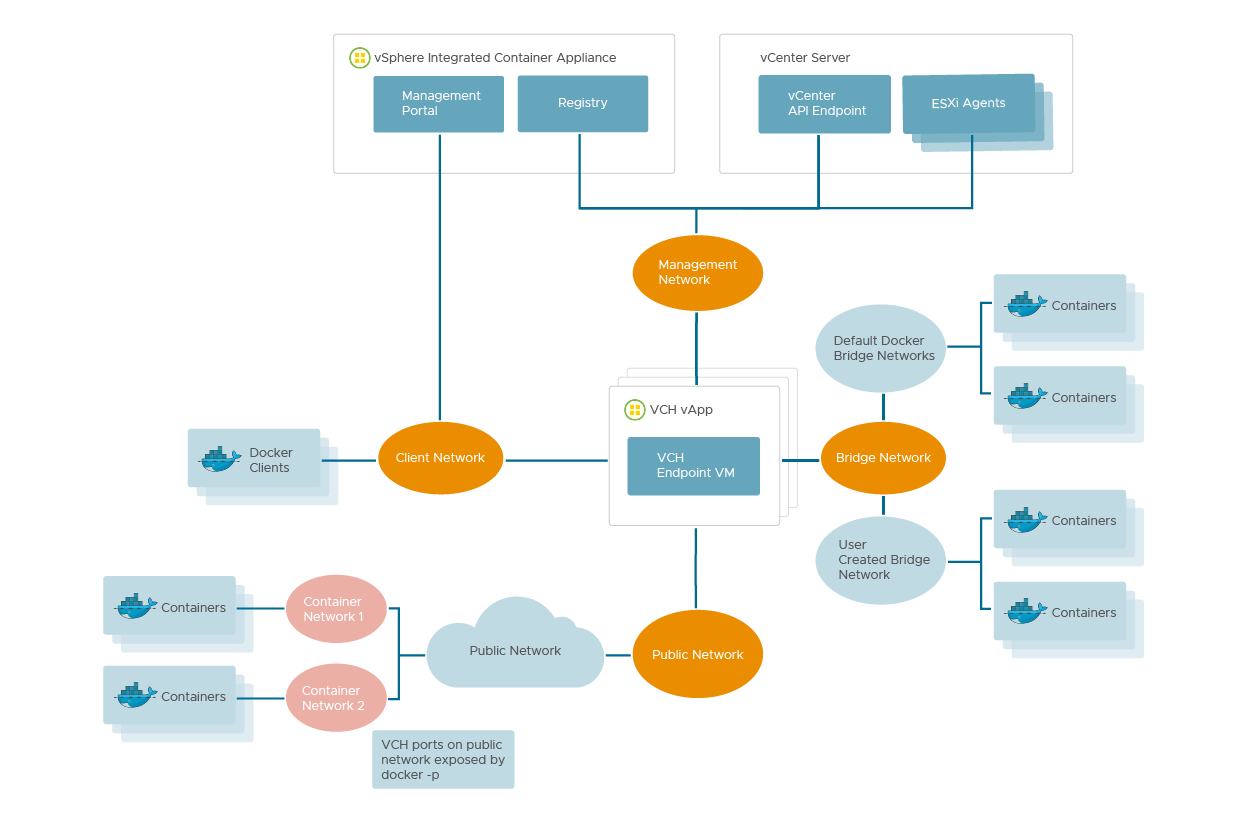 vSphere Integrated Container Appliance
Management
Portal
Registry
vCenter Server
vCenter
API Endpoint
ESXi Agents
Management
Network
Default Docker
Bridge Networks
Containers
Containers
VCH vApp
VCH
Endpoint VM
Docker
Clients
Client Network
Bridge Network
User
Created Bridge
Network
Containers
Containers
Containers
Container
Network 1
Public Network
Public Network
Containers
Container
Network 2
VCH ports on public
network exposed by
docker -p